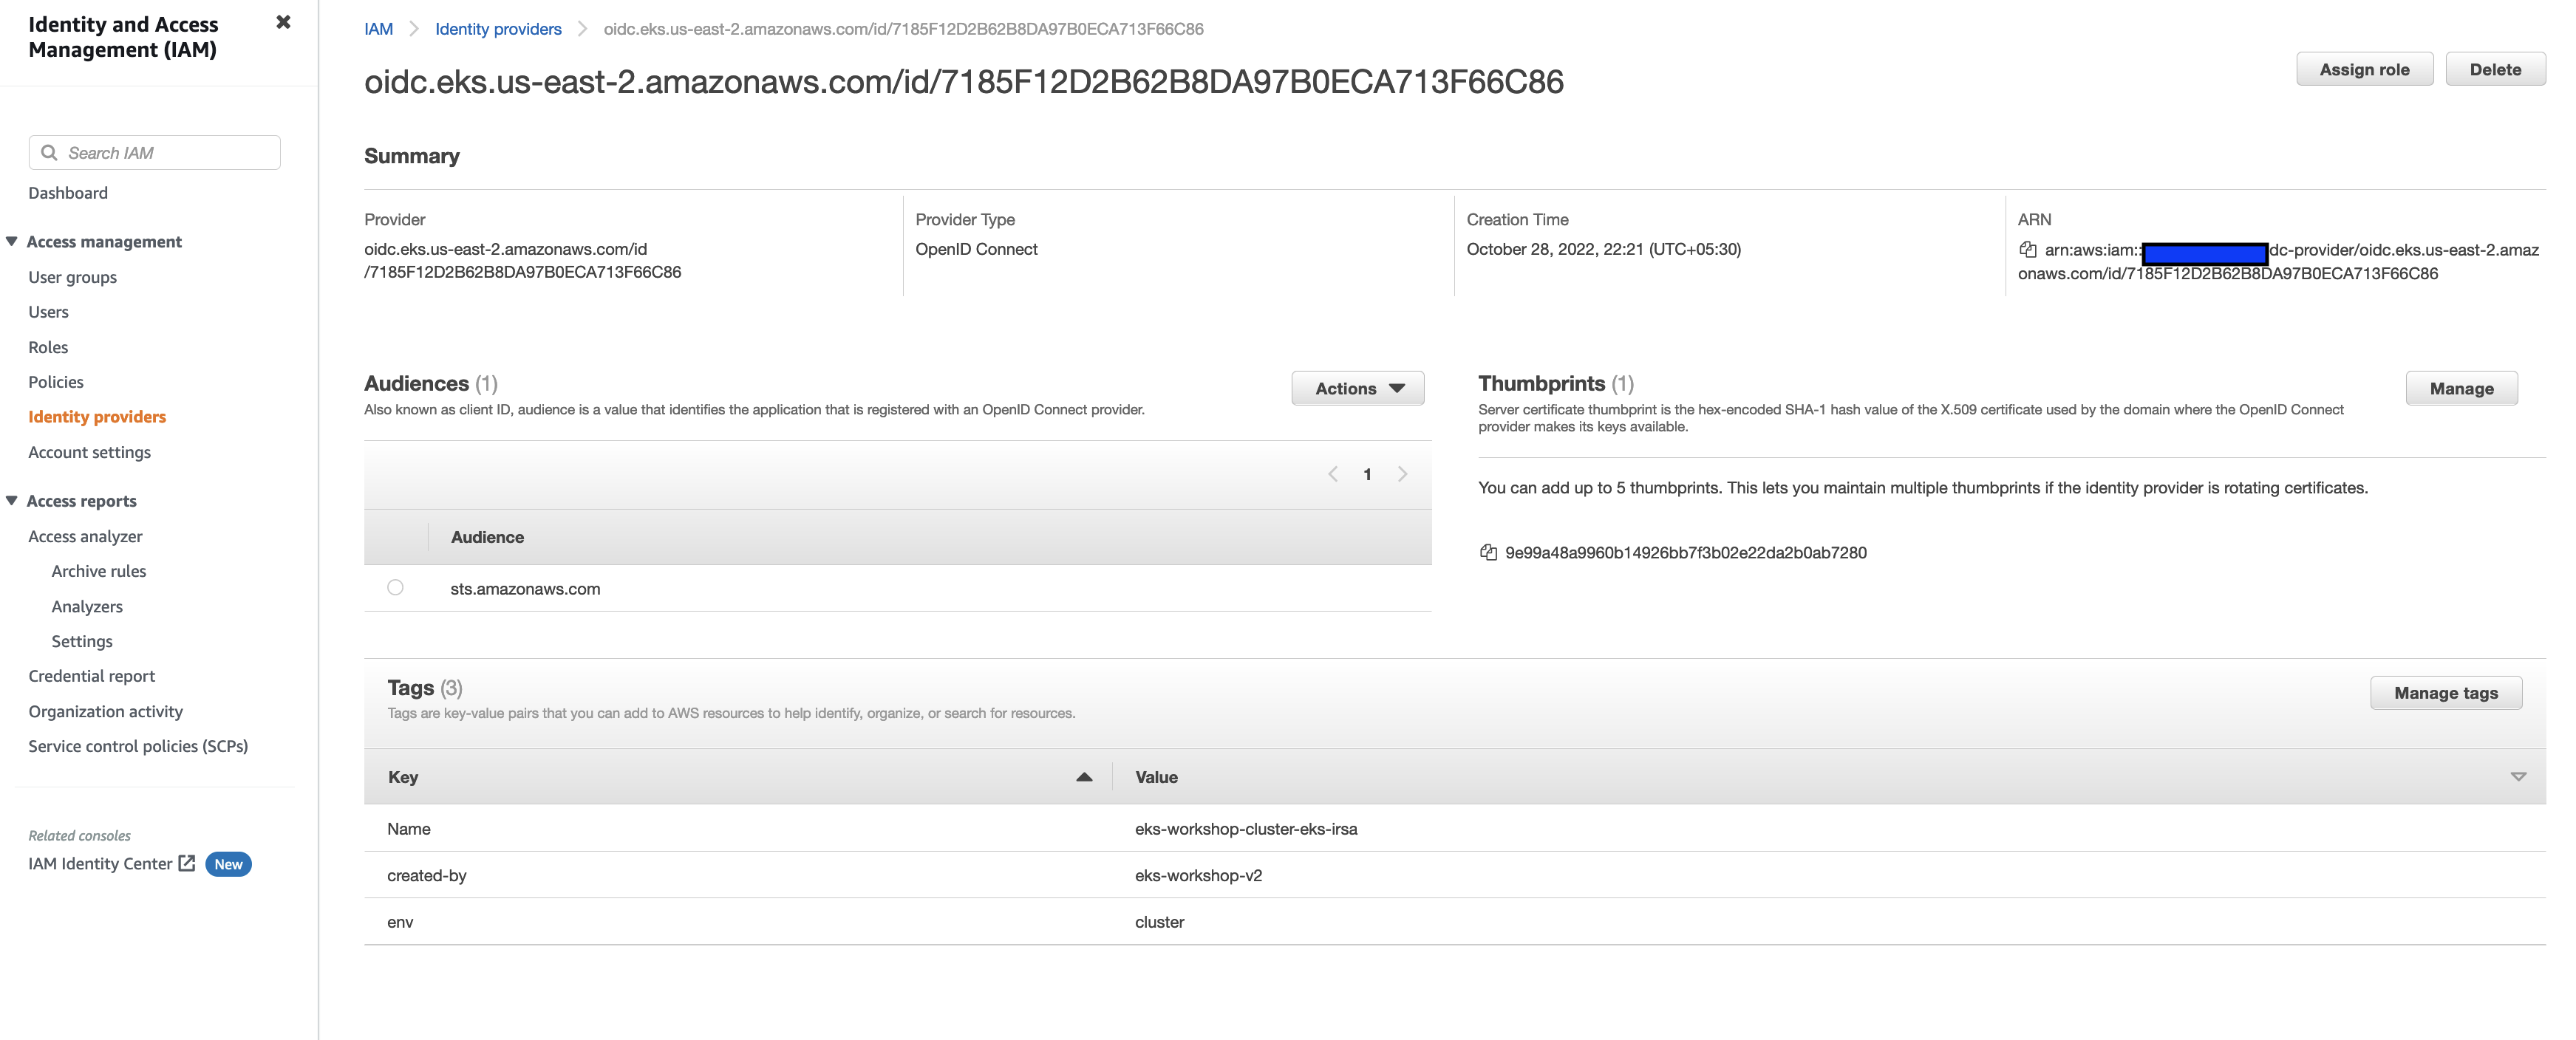 Identity and Access
Management (IAM)
Search IAM
Dashboard
Access management
User groups
Users
Roles
Policies
Identity providers
Account settings
Access reports
Access analyzer
Archive rules
Analyzers
Settings
Credential report
Organization activity
Service control policies (SCPs)
Related consoles
IAM Identity Center New
IAM Identity providers oidc.eks.us-east-2.amazonaws.com/id/7185F12D2B62B8DA97B0ECA713F66C86
oidc.eks.us-east-2.amazonaws.com/id/7185F12D2B62B8DA97B0ECA713F66C86
Assign role Delete
Summary
Provider
oidc.eks.us-east-2.amazonaws.com/id
/7185F12D2B62B8DA97B0ECA713F66C86
Provider Type
OpenID Connect
Creation Time
October 28, 2022, 22:21 (UTC+05:30)
ARN
arn:aws:iam::dc-provider/oidc.eks.us-east-2.amaz
onaws.com/id/7185F12D2B62B8DA97B0ECA713F66C86
Audiences (1)
Actions
Also known as client ID, audience is a value that identifies the application that is registered with an OpenID Connect provider.
1
Audience
sts.amazonaws.com
Thumbprints (1)
Manage
Server certificate thumbprint is the hex-encoded SHA-1 hash value of the X.509 certificate used by the domain where the OpenID Connect
provider makes its keys available.
You can add up to 5 thumbprints. This lets you maintain multiple thumbprints if the identity provider is rotating certificates.
9e99a48a9960b14926bb7f3b02e22da2b0ab7280
Tags (3)
Manage tags
Tags are key-value pairs that you can add to AWS resources to help identify, organize, or search for resources.
Key Value
Name eks-workshop-cluster-eks-irsa
created-by eks-workshop-v2
env cluster